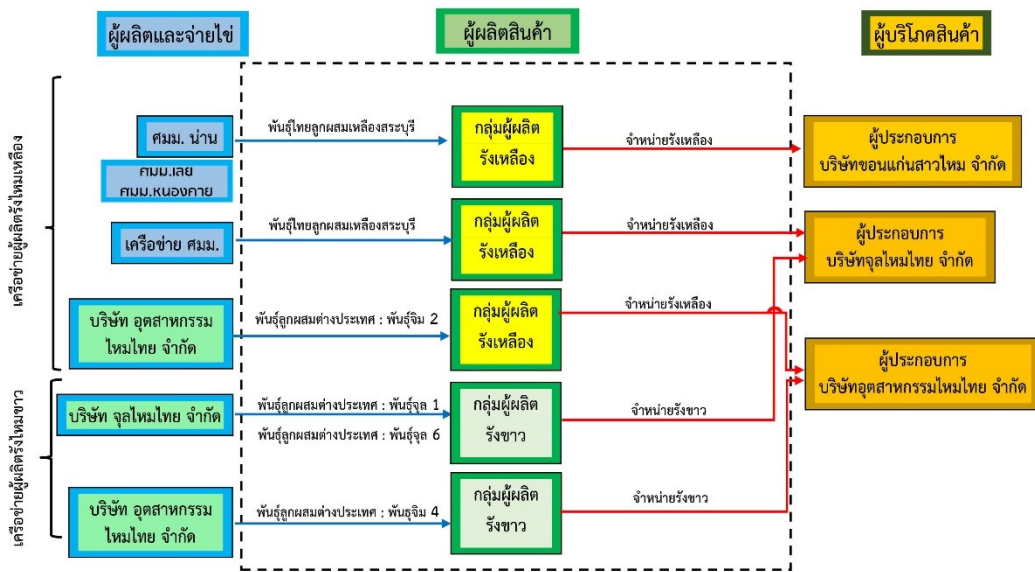 ผู้ผลิตและจ่ายไข่
ผู้ผลิตสินค้า
ผู้บริโภคสินค้า
เครือข่ายผู้ผลิตรังไหมเหลือง
ศมม. น่าน
พันธุ์ไทยลูกผสมเหลืองสระบุรี
กลุ่มผู้ผลิต
รังเหลือง
จำหน่ายรังเหลือง
ผู้ประกอบการ
บริษัทขอนแก่นสาวไหม จำกัด
ศมม.เลย
ศมม.หนองคาย
เครือข่าย ศมม.
พันธุ์ไทยลูกผสมเหลืองสระบุรี
กลุ่มผู้ผลิต
รังเหลือง
จำหน่ายรังเหลือง
ผู้ประกอบการ
บริษัทจุลไหมไทย จำกัด
บริษัท อุตสาหกรรม
ไหมไทย จำกัด
พันธุ์ลูกผสมต่างประเทศ : พันธุ์จิม 2
กลุ่มผู้ผลิต
รังเหลือง
จำหน่ายรังเหลือง
ผู้ประกอบการ
บริษัทอุตสาหกรรมไหมไทย จำกัด
เครือข่ายผู้ผลิตรังไหมขาว
บริษัท จุลไหมไทย จำกัด
พันธุ์ลูกผสมต่างประเทศ : พันธุ์จุล 1
พันธุ์ลูกผสมต่างประเทศ : พันธุ์จุล 6
กลุ่มผู้ผลิต
รังขาว
จำหน่ายรังขาว
บริษัท อุตสาหกรรม
ไหมไทย จำกัด
พันธุ์ลูกผสมต่างประเทศ : พันธุจิม 4
กลุ่มผู้ผลิต
รังขาว
จำหน่ายรังขาว